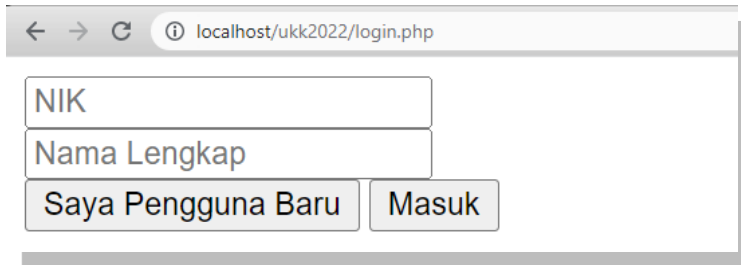 localhost/ukk2022/login.php
NIK
Nama Lengkap
Saya Pengguna Baru Masuk